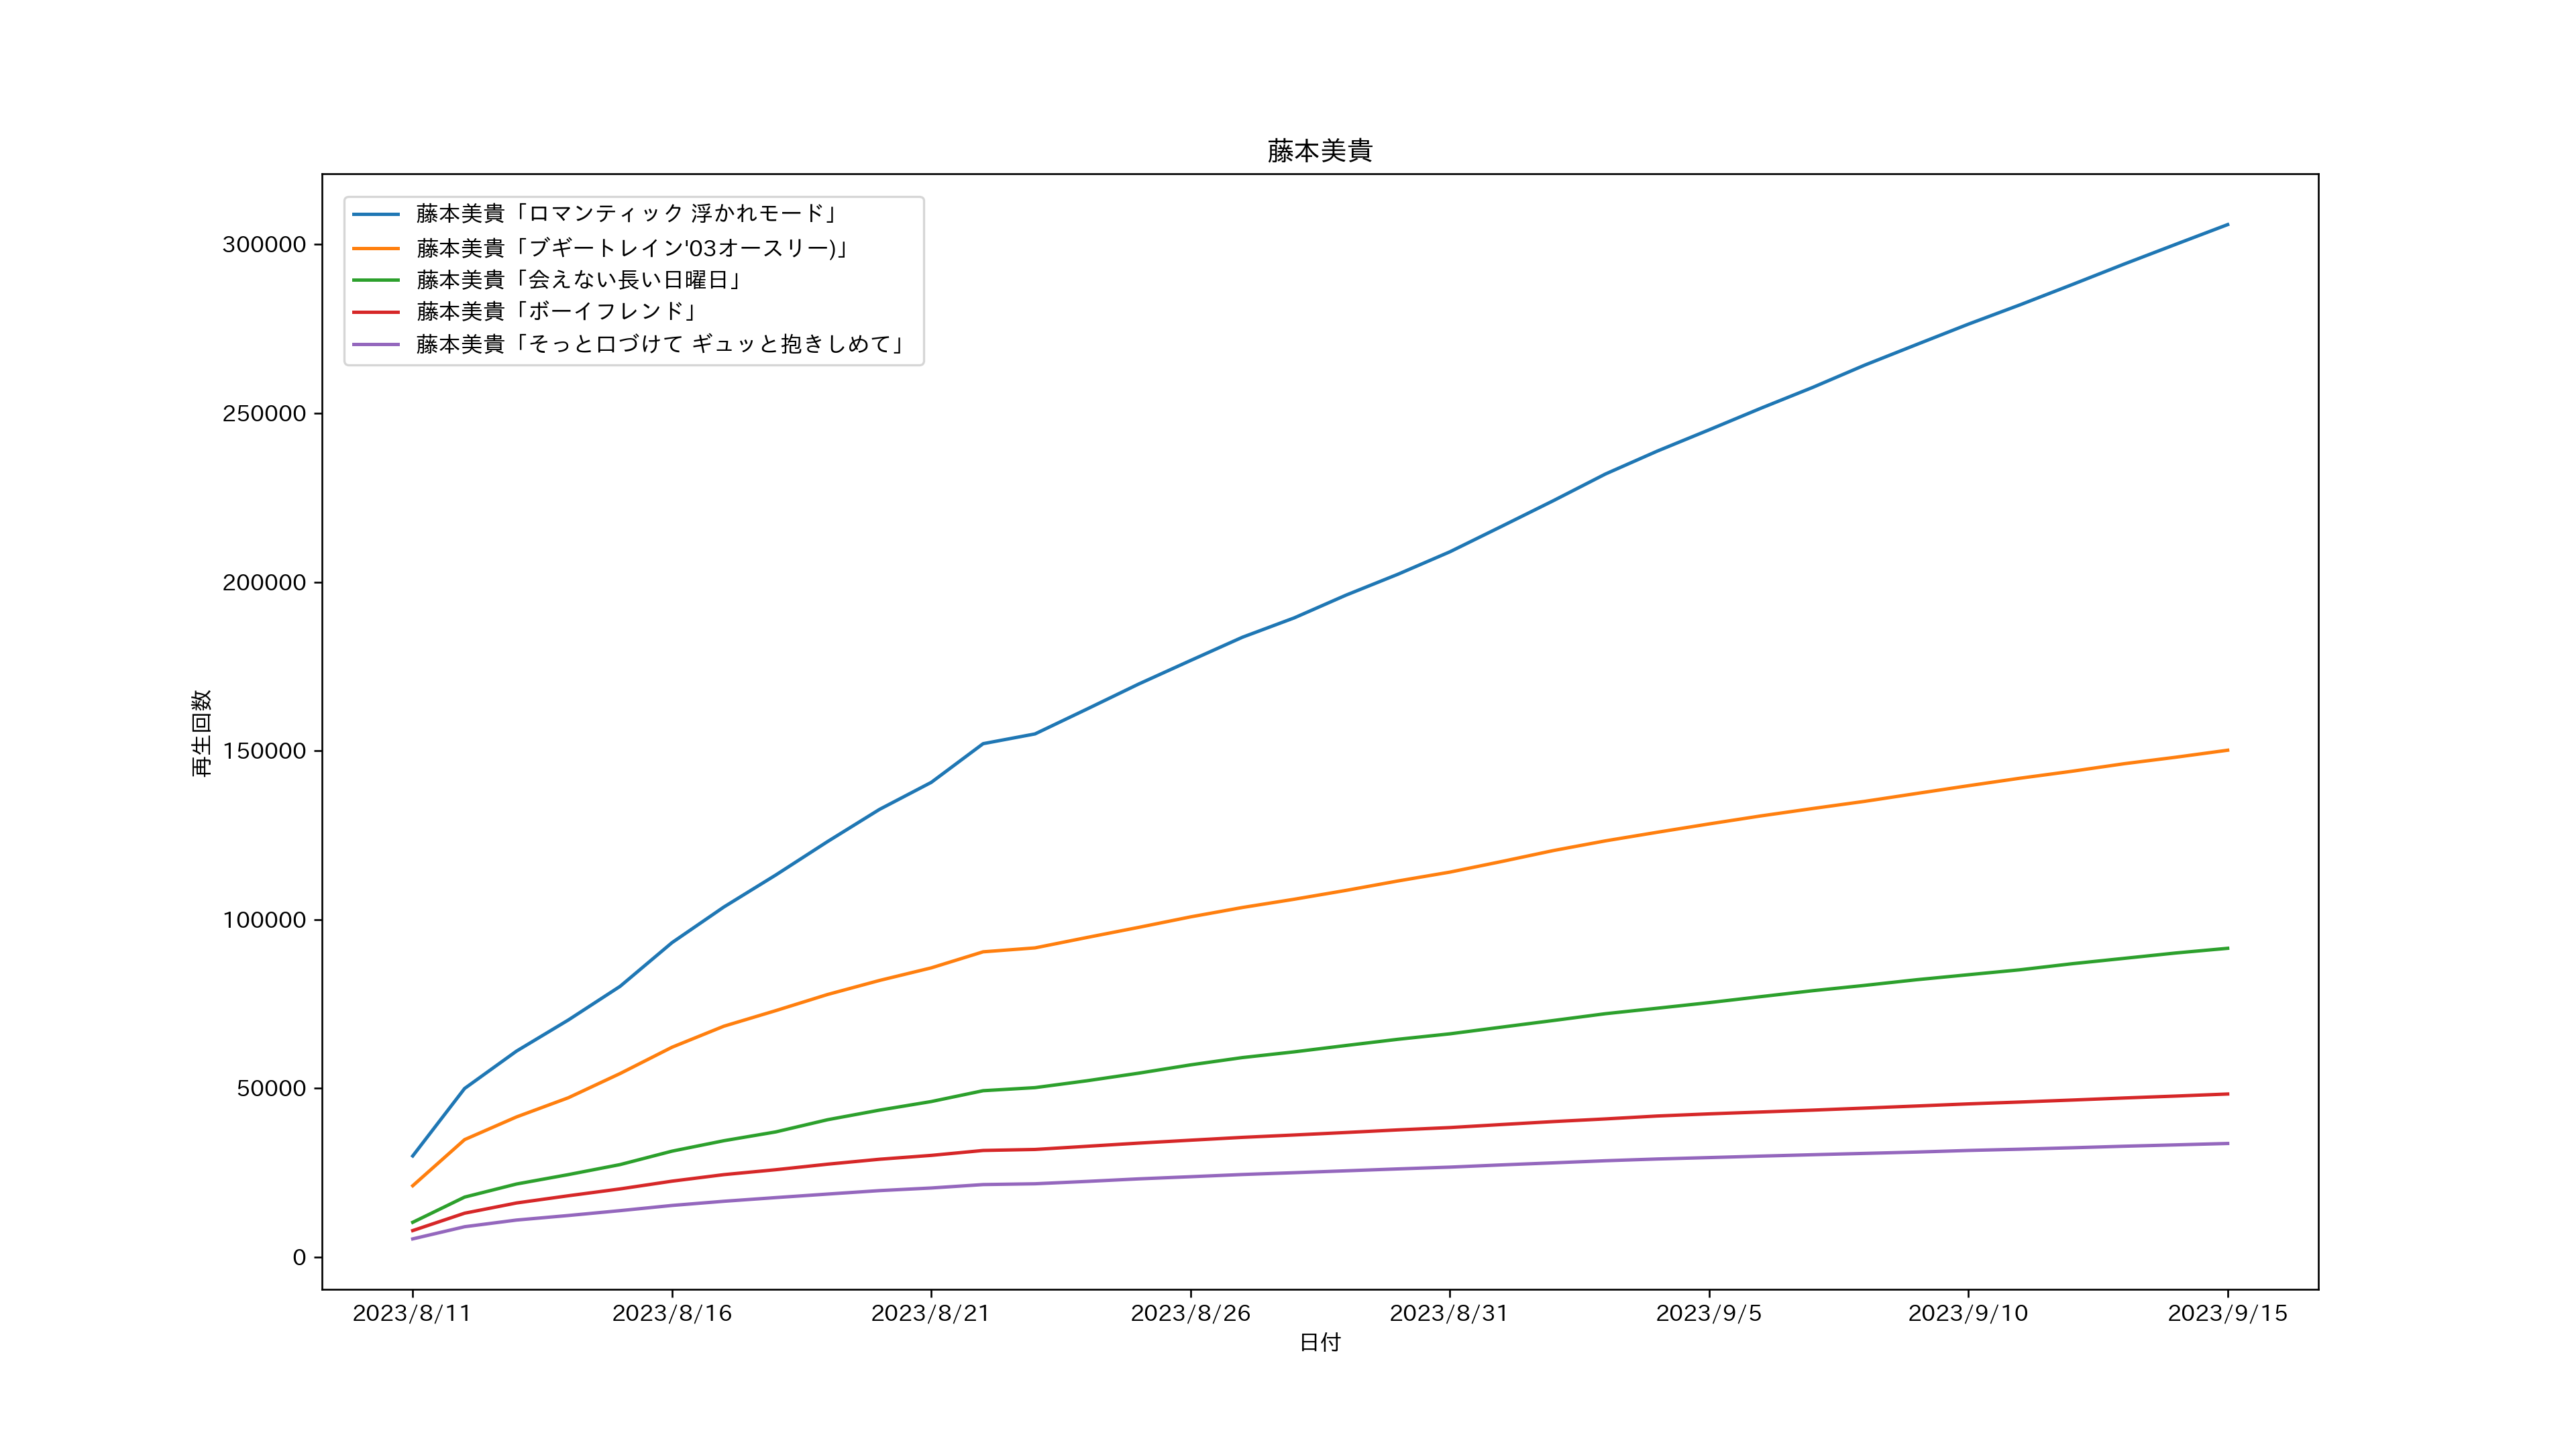 藤本美貴
藤本美貴「ロマンティック 浮かれモード」
藤本美貴「ブギートレイン'03オースリー)」
藤本美貴「会えない長い日曜日」
藤本美貴「ボーイフレンド」
藤本美貴「そっと口づけて ギュッと抱きしめて」
300000
250000
200000
150000
100000
50000
0
再生回数
2023/8/11 2023/8/16 2023/8/21 2023/8/26 2023/8/31 2023/9/5 2023/9/10 2023/9/15
日付